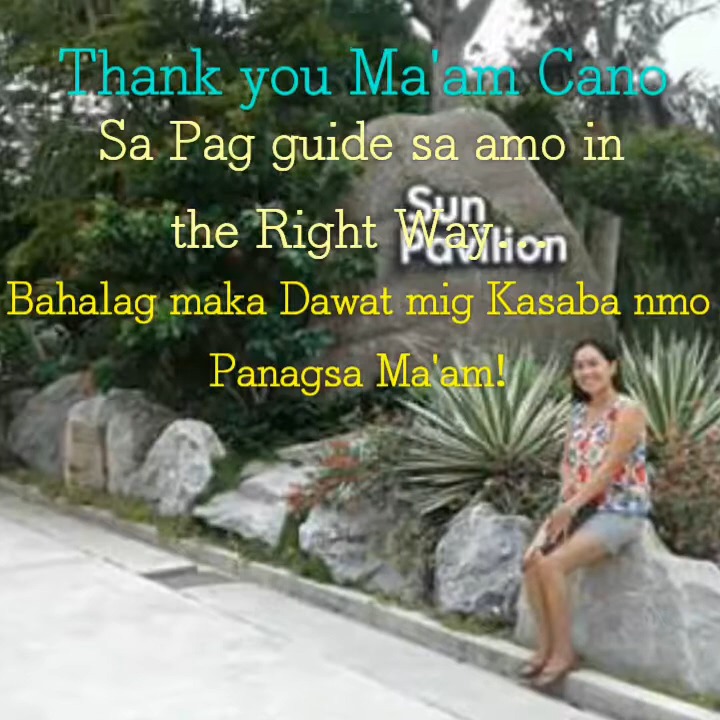 Thank you Ma'am Cano
Sa Pag guide sa amo in
the Right Way...
Sun
Pavilion
Bahalag maka Dawat mig Kasaba nmo
Panagsa Ma'am!